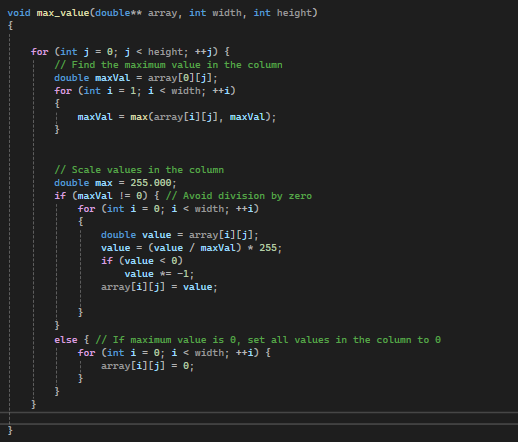 void max_value(double** array, int width, int height)
{
for (int j = 0; j < height; ++j) {
// Find the maximum value in the column
double maxVal = array[0][j];
for (int i = 1; i < width; ++i)
{
maxVal = max(array[i][j], maxVal);
}
// Scale values in the column
double max = 255.000;
if (maxVal != 0) { // Avoid division by zero
for (int i = 0; i < width; ++i)
{
double value = array[i][j];
value = (value / maxVal) * 255;
if (value < 0)
value *= -1;
array[i][j] = value;
}
}
else { // If maximum value is 0, set all values in the column to 0
for (int i = 0; i < width; ++i) {
array[i][j] = 0;
}
}
}
}